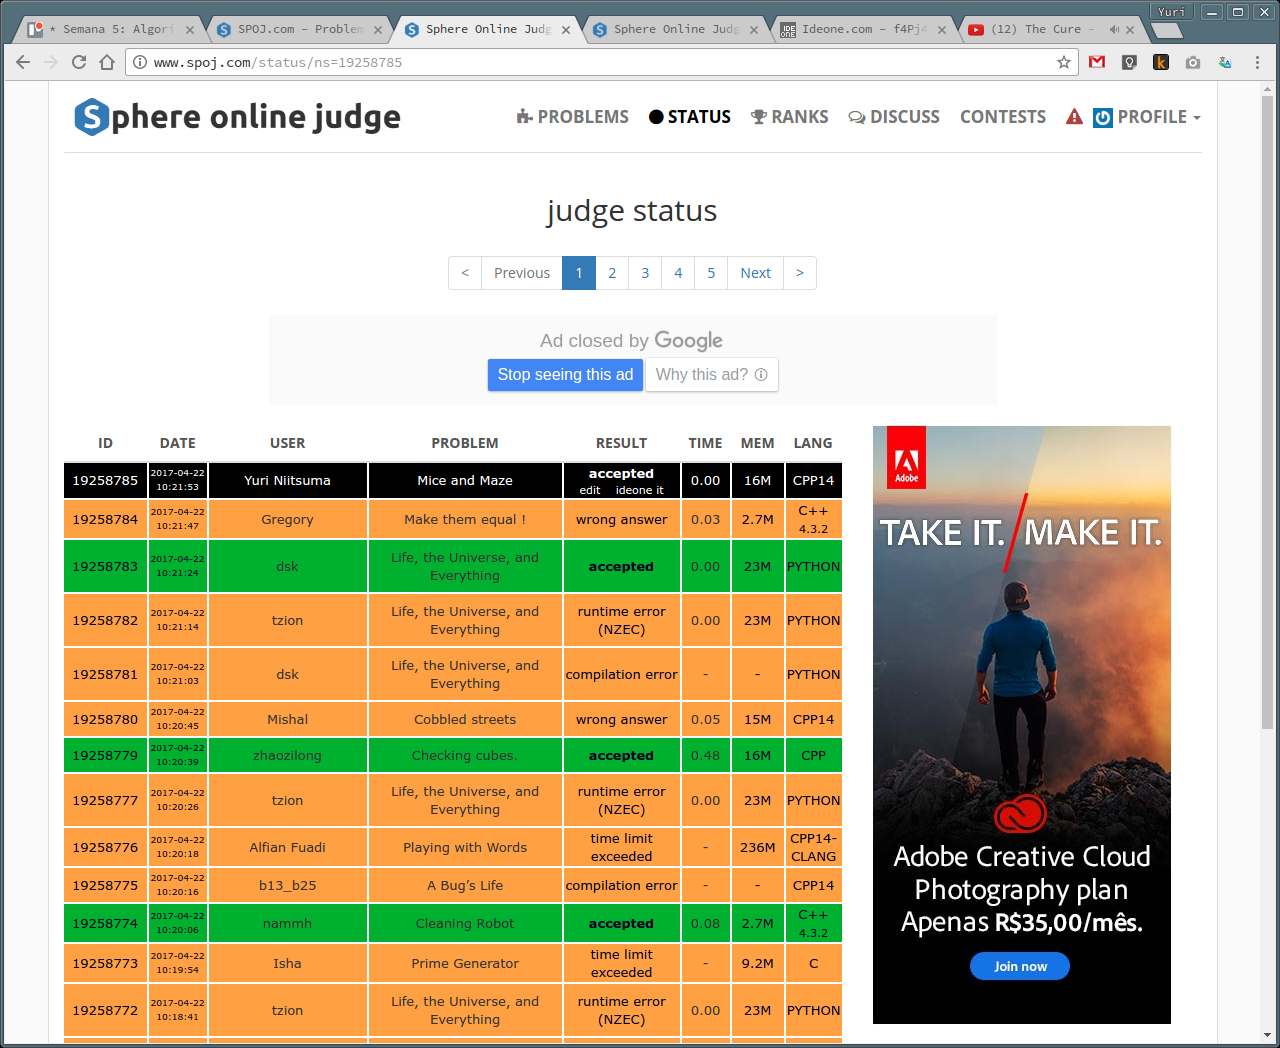 Yuri
* Semana 5: Algori
SPOJ.com - Problem
Sphere Online Judg
Sphere Online Judg
Ideone.com - f4Pj4
(12) The Cure -
www.spoj.com/status/ns=19258785
Sphere online judge
PROBLEMS STATUS RANKS DISCUSS CONTESTS PROFILE
judge status
< Previous 1 2 3 4 5 Next >
Ad closed by Google
Stop seeing this ad Why this ad?
ID DATE USER PROBLEM RESULT TIME MEM LANG
19258785 2017-04-22 10:21:53 Yuri Niitsuma Mice and Maze accepted edit ideone it 0.00 16M CPP14
19258784 2017-04-22 10:21:47 Gregory Make them equal ! wrong answer 0.03 2.7M C++ 4.3.2
19258783 2017-04-22 10:21:24 dsk Life, the Universe, and Everything accepted 0.00 23M PYTHON
19258782 2017-04-22 10:21:14 tzion Life, the Universe, and Everything runtime error (NZEC) 0.00 23M PYTHON
19258781 2017-04-22 10:21:03 dsk Life, the Universe, and Everything compilation error - - PYTHON
19258780 2017-04-22 10:20:45 Mishal Cobbled streets wrong answer 0.05 15M CPP14
19258779 2017-04-22 10:20:39 zhaozilong Checking cubes. accepted 0.48 16M CPP
19258777 2017-04-22 10:20:26 tzion Life, the Universe, and Everything runtime error (NZEC) 0.00 23M PYTHON
19258776 2017-04-22 10:20:18 Alfian Fuadi Playing with Words time limit exceeded - 236M CPP14-CLANG
19258775 2017-04-22 10:20:16 b13_b25 A Bug's Life compilation error - - CPP14
19258774 2017-04-22 10:20:06 nammh Cleaning Robot accepted 0.08 2.7M C++ 4.3.2
19258773 2017-04-22 10:19:54 Isha Prime Generator time limit exceeded - 9.2M C
19258772 2017-04-22 10:18:41 tzion Life, the Universe, and Everything runtime error (NZEC) 0.00 23M PYTHON
Adobe
TAKE IT. / MAKE IT.
Adobe Creative Cloud
Photography plan
Apenas R$35,00/mês.
Join now